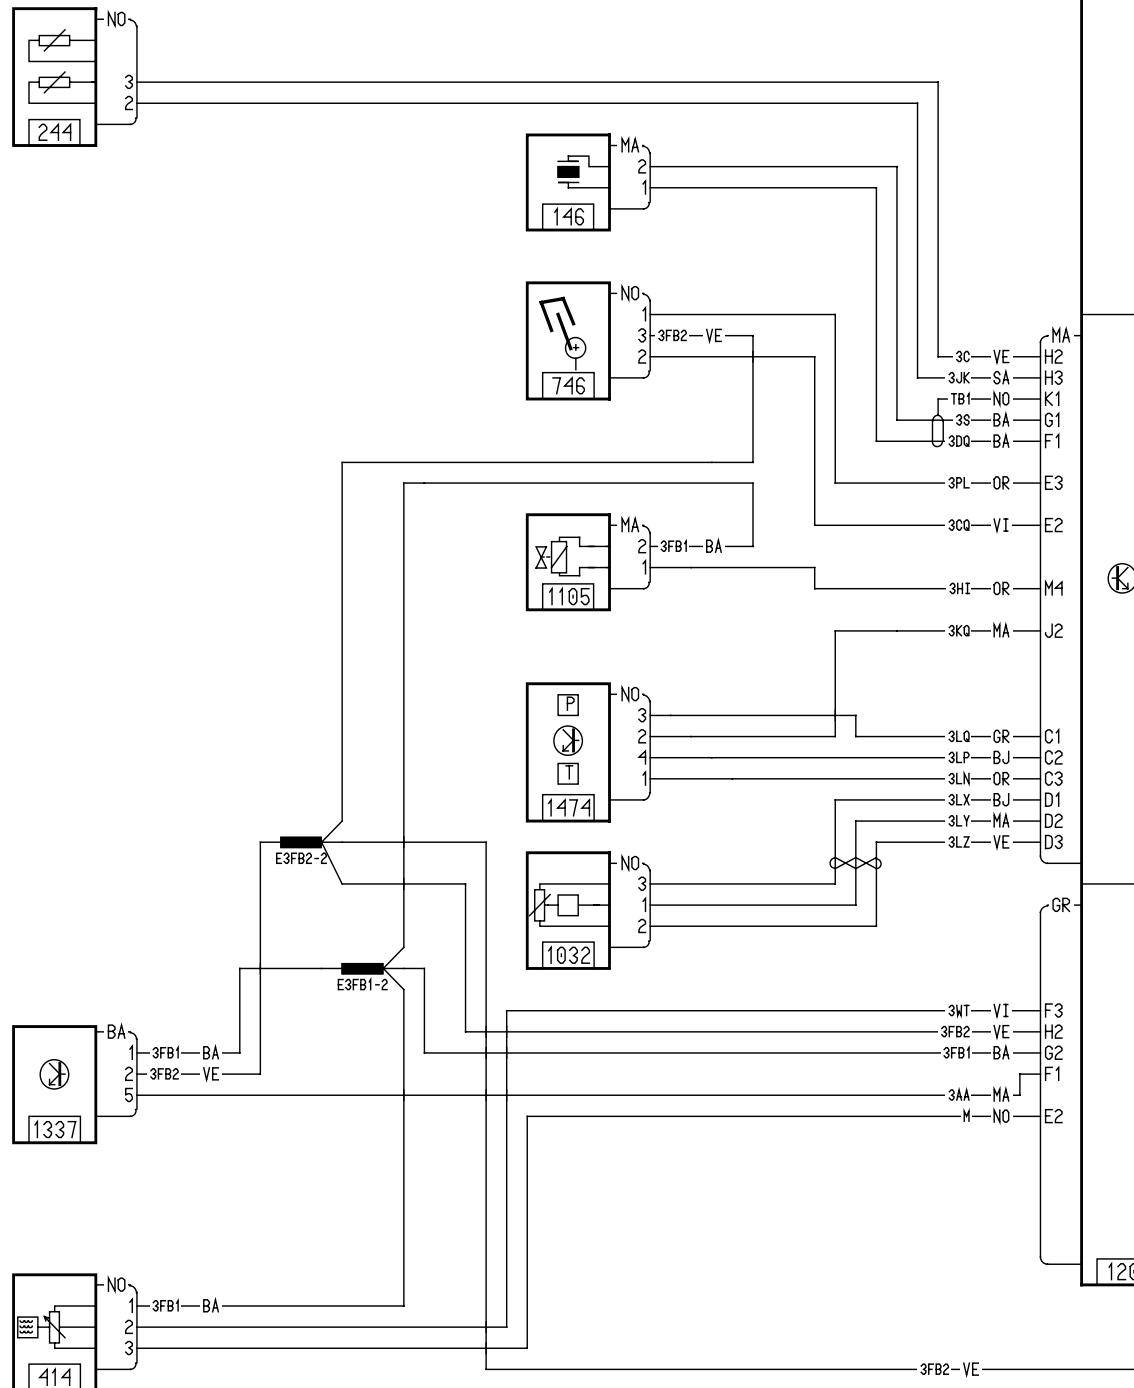 NO
3
2
244
MA
2
1
146
NO
1
3 3FB2 VE
2
746
MA
3C VE H2
3JK SA H3
TB1 NO K1
3S BA G1
3DQ BA F1
3PL OR E3
3CQ VI E2
3HI OR M4
3KQ MA J2
3LQ GR C1
3LP BJ C2
3LN OR C3
3LX BJ D1
3LY MA D2
3LZ VE D3
MA
2 3FB1 BA
1
1105
NO
3
2
4
1
P
T
1474
E3FB2-2
NO
3
1
2
1032
E3FB1-2
GR
3WT VI F3
3FB2 VE H2
3FB1 BA G2
F1
3AA MA
M NO E2
BA
1 3FB1 BA
2 3FB2 VE
5
1337
NO
1 3FB1 BA
2
3
414
3FB2 VE